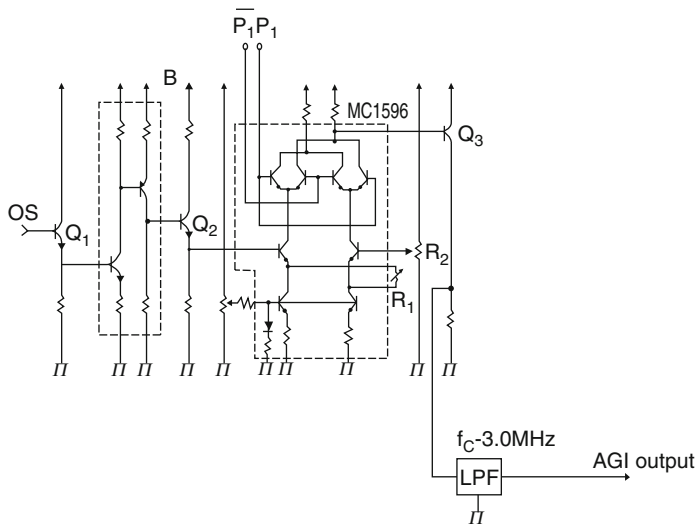 P̅₁ P₁
B
MC1596
Q₃
OS
Q₁
Q₂
R₂
R₁
f_C-3.0MHz
LPF
AGI output